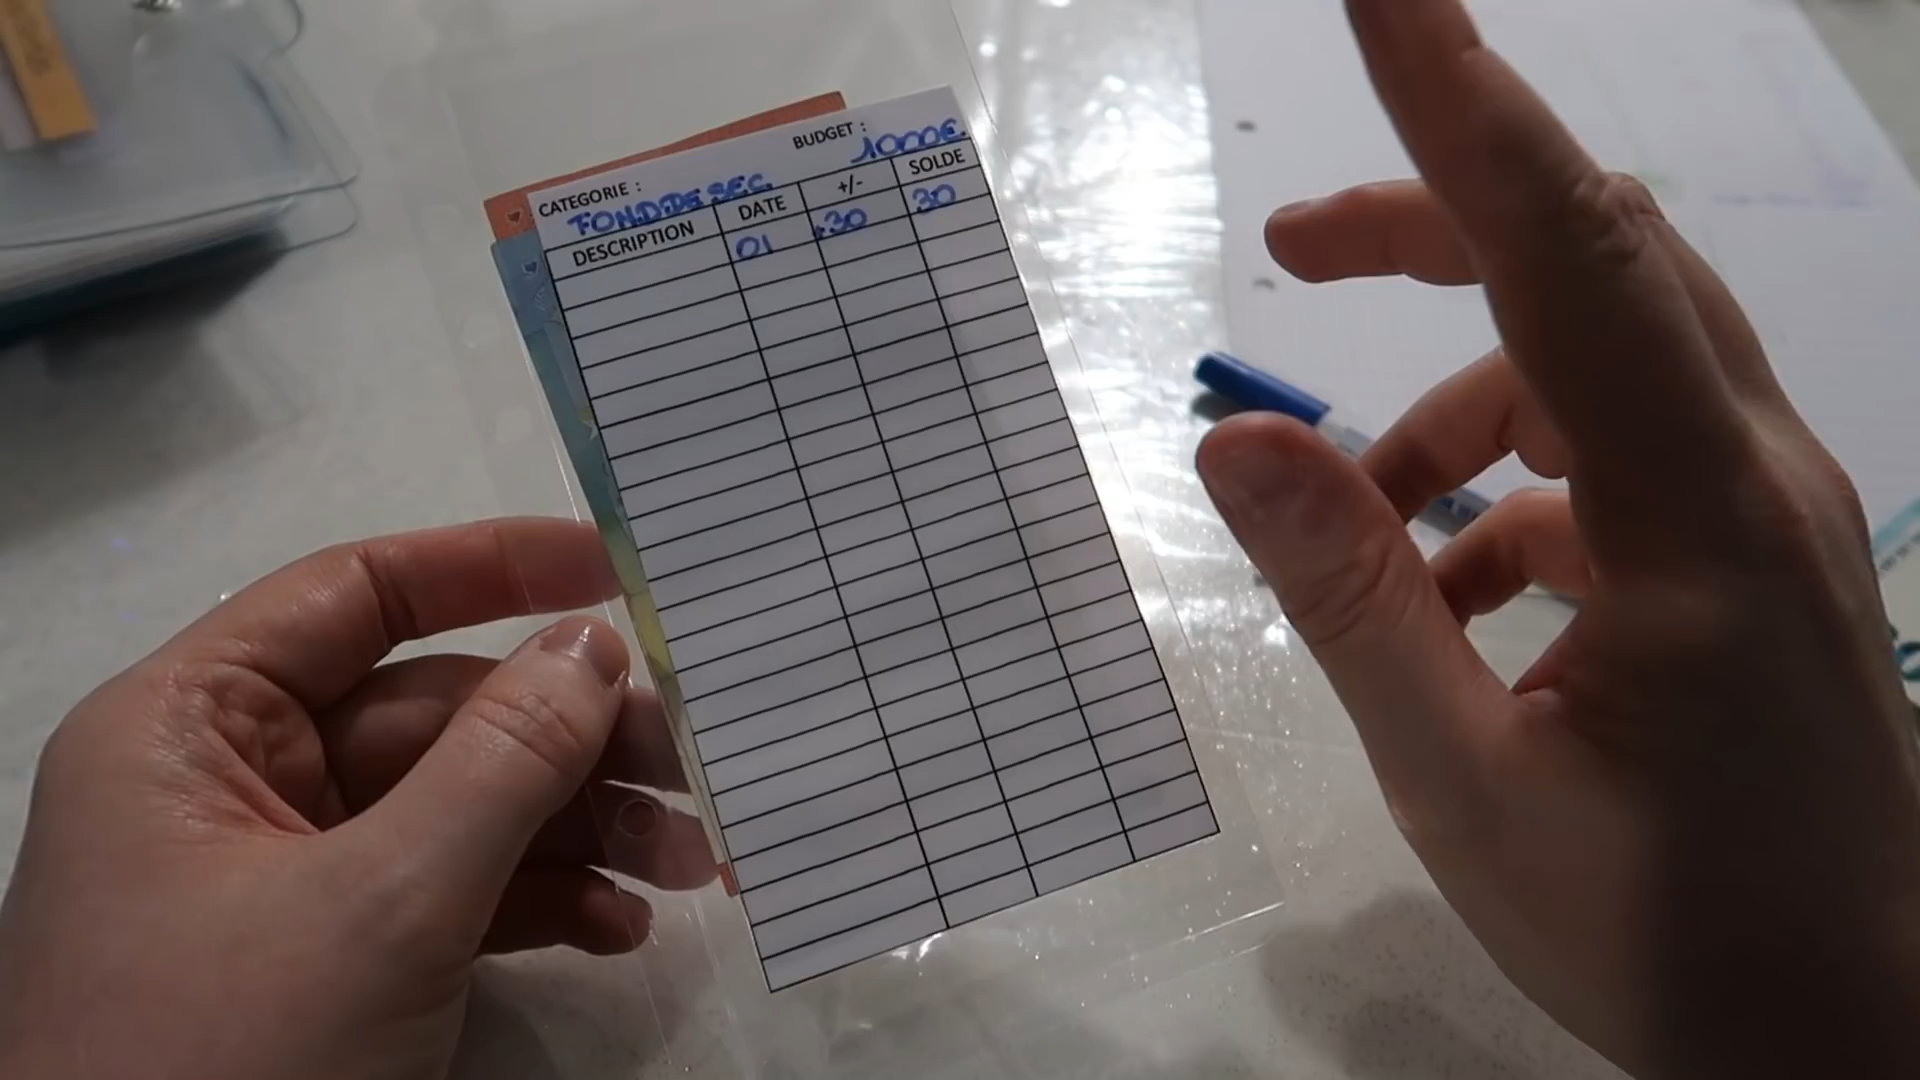 CATEGORIE : BUDGET :
FOND DE SEC. 1000€.
DESCRIPTION DATE +/- SOLDE
01 +30 30